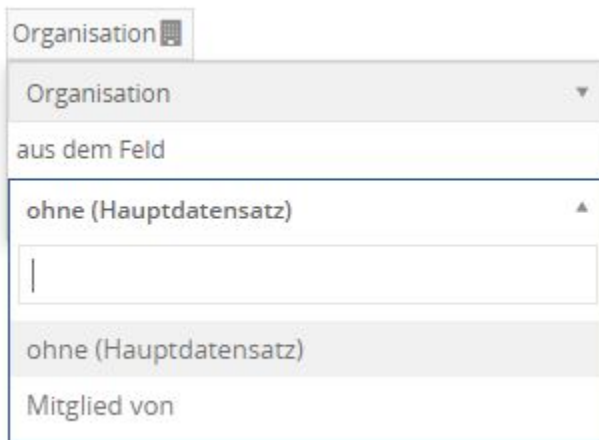 Organisation
Organisation
aus dem Feld
ohne (Hauptdatensatz)
ohne (Hauptdatensatz)
Mitglied von